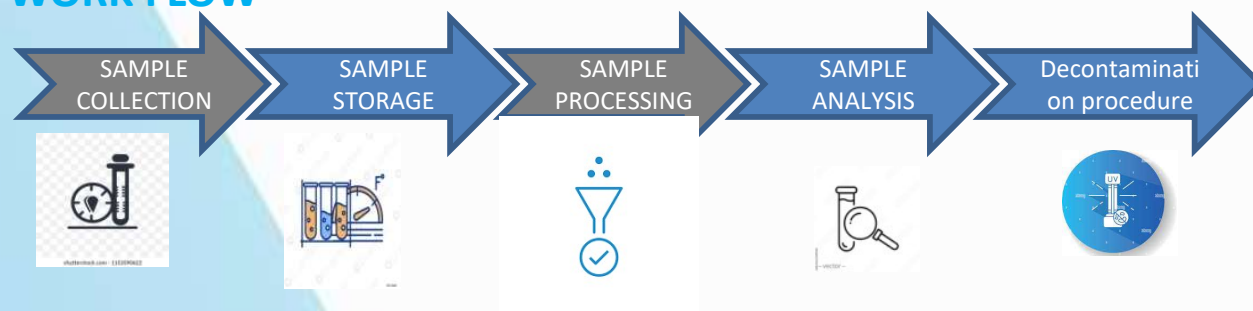 WORK FLOW
SAMPLE
COLLECTION
SAMPLE
STORAGE
SAMPLE
PROCESSING
SAMPLE
ANALYSIS
Decontaminati
on procedure
F°
UV